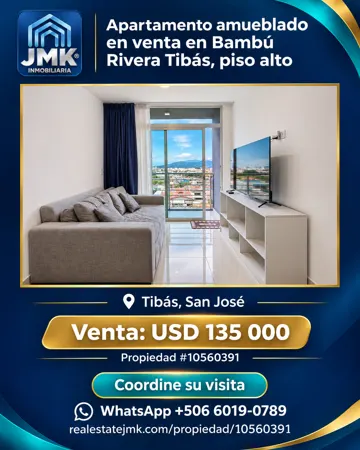 JMK®
INMOBILIARIA
Apartamento amueblado
en venta en Bambú
Rivera Tibás, piso alto
Tibás, San José
Venta: USD 135 000
Propiedad #10560391
Coordine su visita
WhatsApp +506 6019-0789
realestatejmk.com/propiedad/10560391